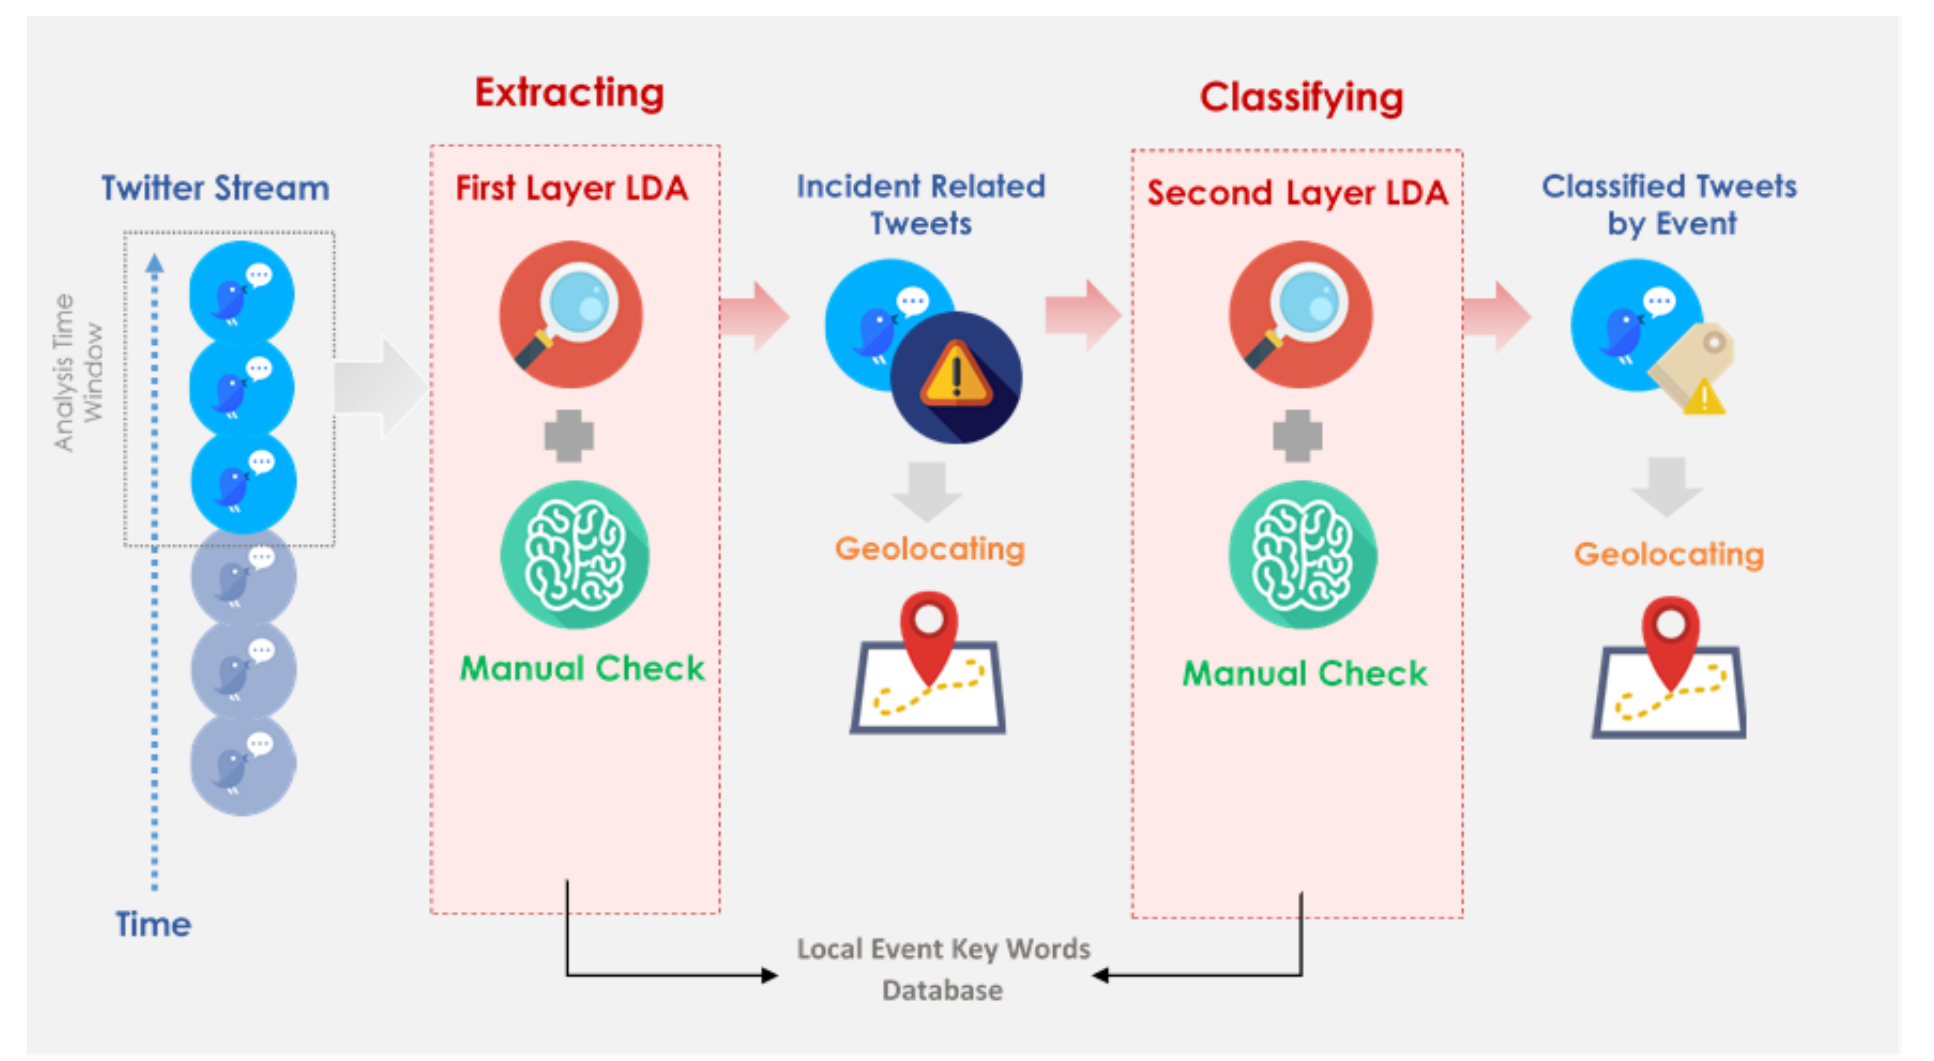 Extracting
Classifying
Twitter Stream
First Layer LDA
Incident Related
Tweets
Second Layer LDA
Classified Tweets
by Event
Analysis Time
Window
Geolocating
Geolocating
Manual Check
Manual Check
Time
Local Event Key Words
Database